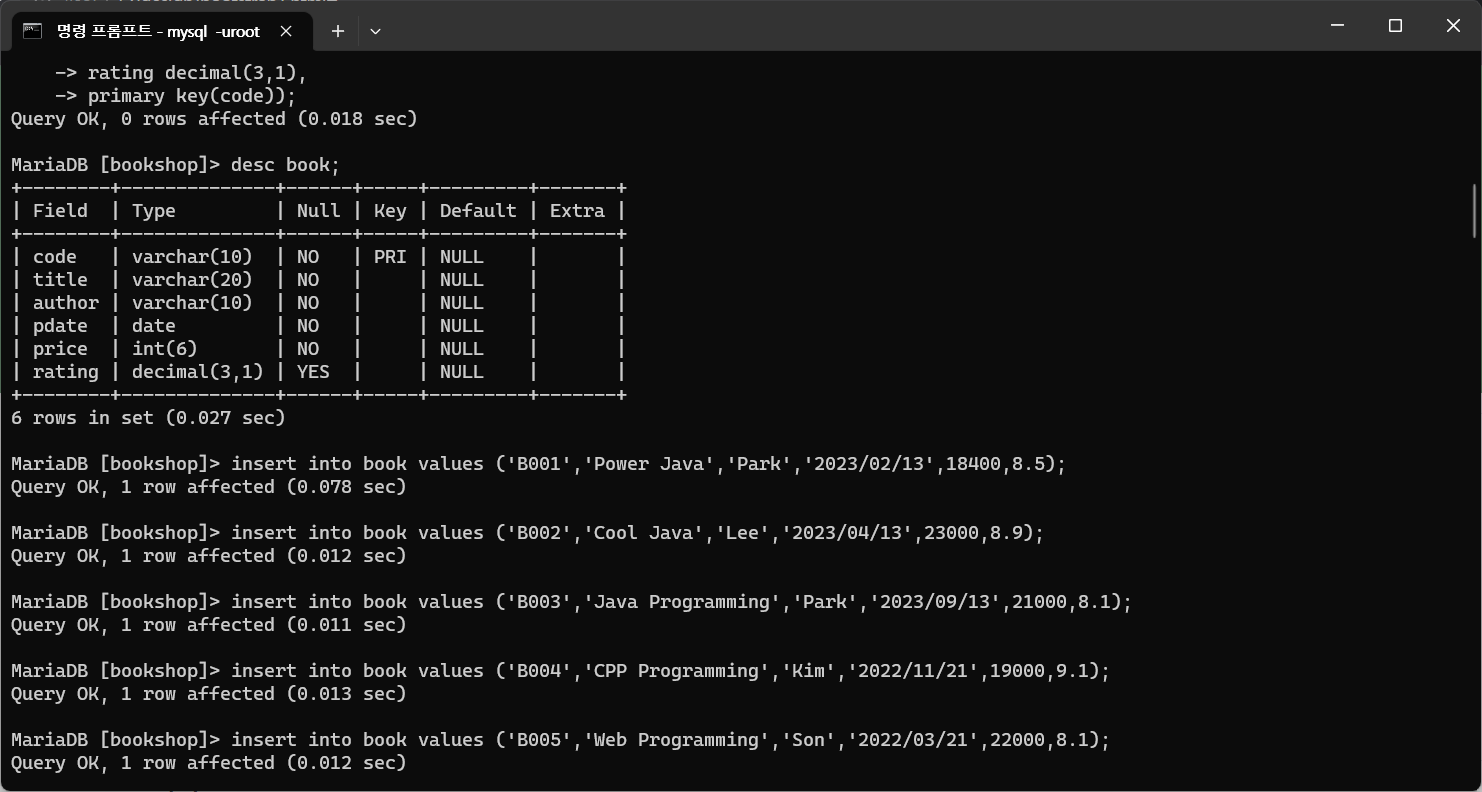 명령 프롬프트 - mysql  -uroot
    -> rating decimal(3,1),
    -> primary key(code));
Query OK, 0 rows affected (0.018 sec)
MariaDB [bookshop]> desc book;
+--------+--------------+------+-----+---------+-------+
| Field  | Type         | Null | Key | Default | Extra |
+--------+--------------+------+-----+---------+-------+
| code   | varchar(10)  | NO   | PRI | NULL    |       |
| title  | varchar(20)  | NO   |     | NULL    |       |
| author | varchar(10)  | NO   |     | NULL    |       |
| pdate  | date         | NO   |     | NULL    |       |
| price  | int(6)       | NO   |     | NULL    |       |
| rating | decimal(3,1) | YES  |     | NULL    |       |
+--------+--------------+------+-----+---------+-------+
6 rows in set (0.027 sec)
MariaDB [bookshop]> insert into book values ('B001','Power Java','Park','2023/02/13',18400,8.5);
Query OK, 1 row affected (0.078 sec)
MariaDB [bookshop]> insert into book values ('B002','Cool Java','Lee','2023/04/13',23000,8.9);
Query OK, 1 row affected (0.012 sec)
MariaDB [bookshop]> insert into book values ('B003','Java Programming','Park','2023/09/13',21000,8.1);
Query OK, 1 row affected (0.011 sec)
MariaDB [bookshop]> insert into book values ('B004','CPP Programming','Kim','2022/11/21',19000,9.1);
Query OK, 1 row affected (0.013 sec)
MariaDB [bookshop]> insert into book values ('B005','Web Programming','Son','2022/03/21',22000,8.1);
Query OK, 1 row affected (0.012 sec)